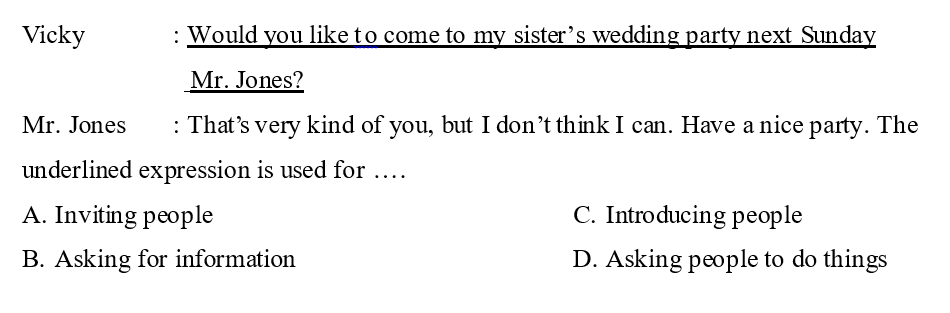 Vicky : Would you like to come to my sister’s wedding party next Sunday
Mr. Jones?
Mr. Jones : That’s very kind of you, but I don’t think I can. Have a nice party. The
underlined expression is used for ….
A. Inviting people C. Introducing people
B. Asking for information D. Asking people to do things